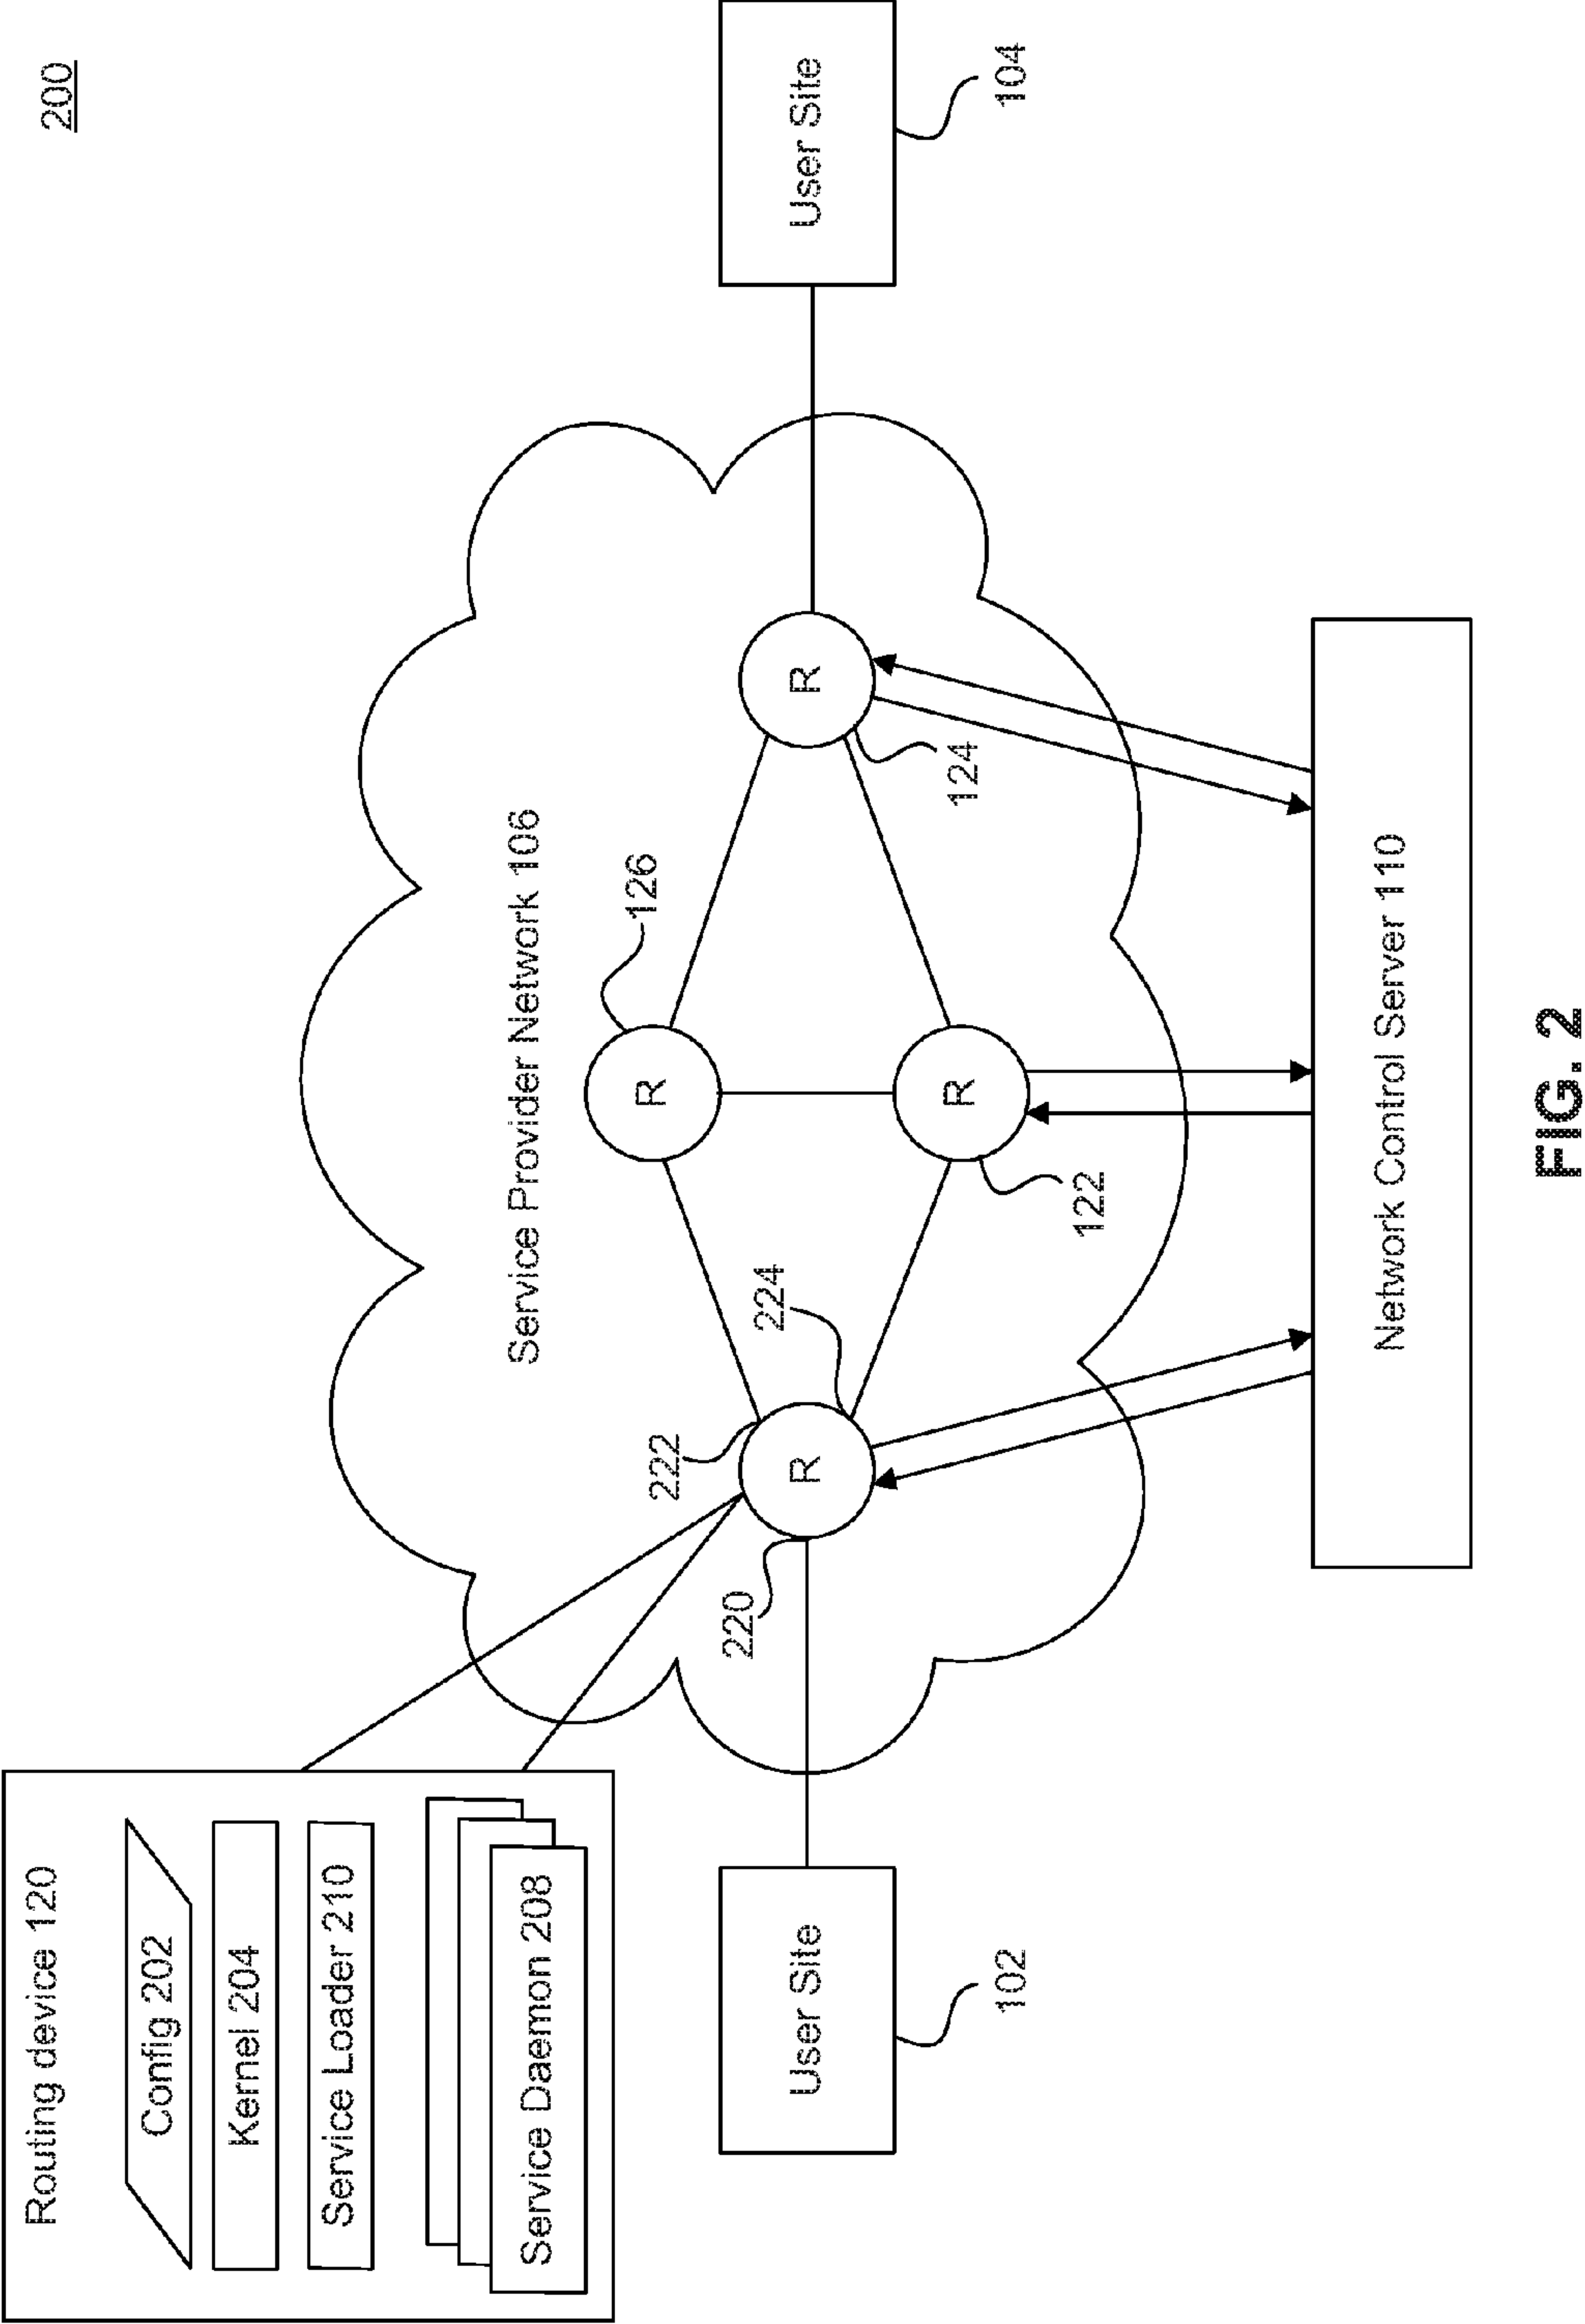 200
Routing device 120
Config 202
Kernel 204
Service Loader 210
Service Daemon 208
Service Provider Network 106
126
R
222
224
220
R
R
R
124
122
User Site
102
User Site
104
Network Control Server 110
FIG. 2